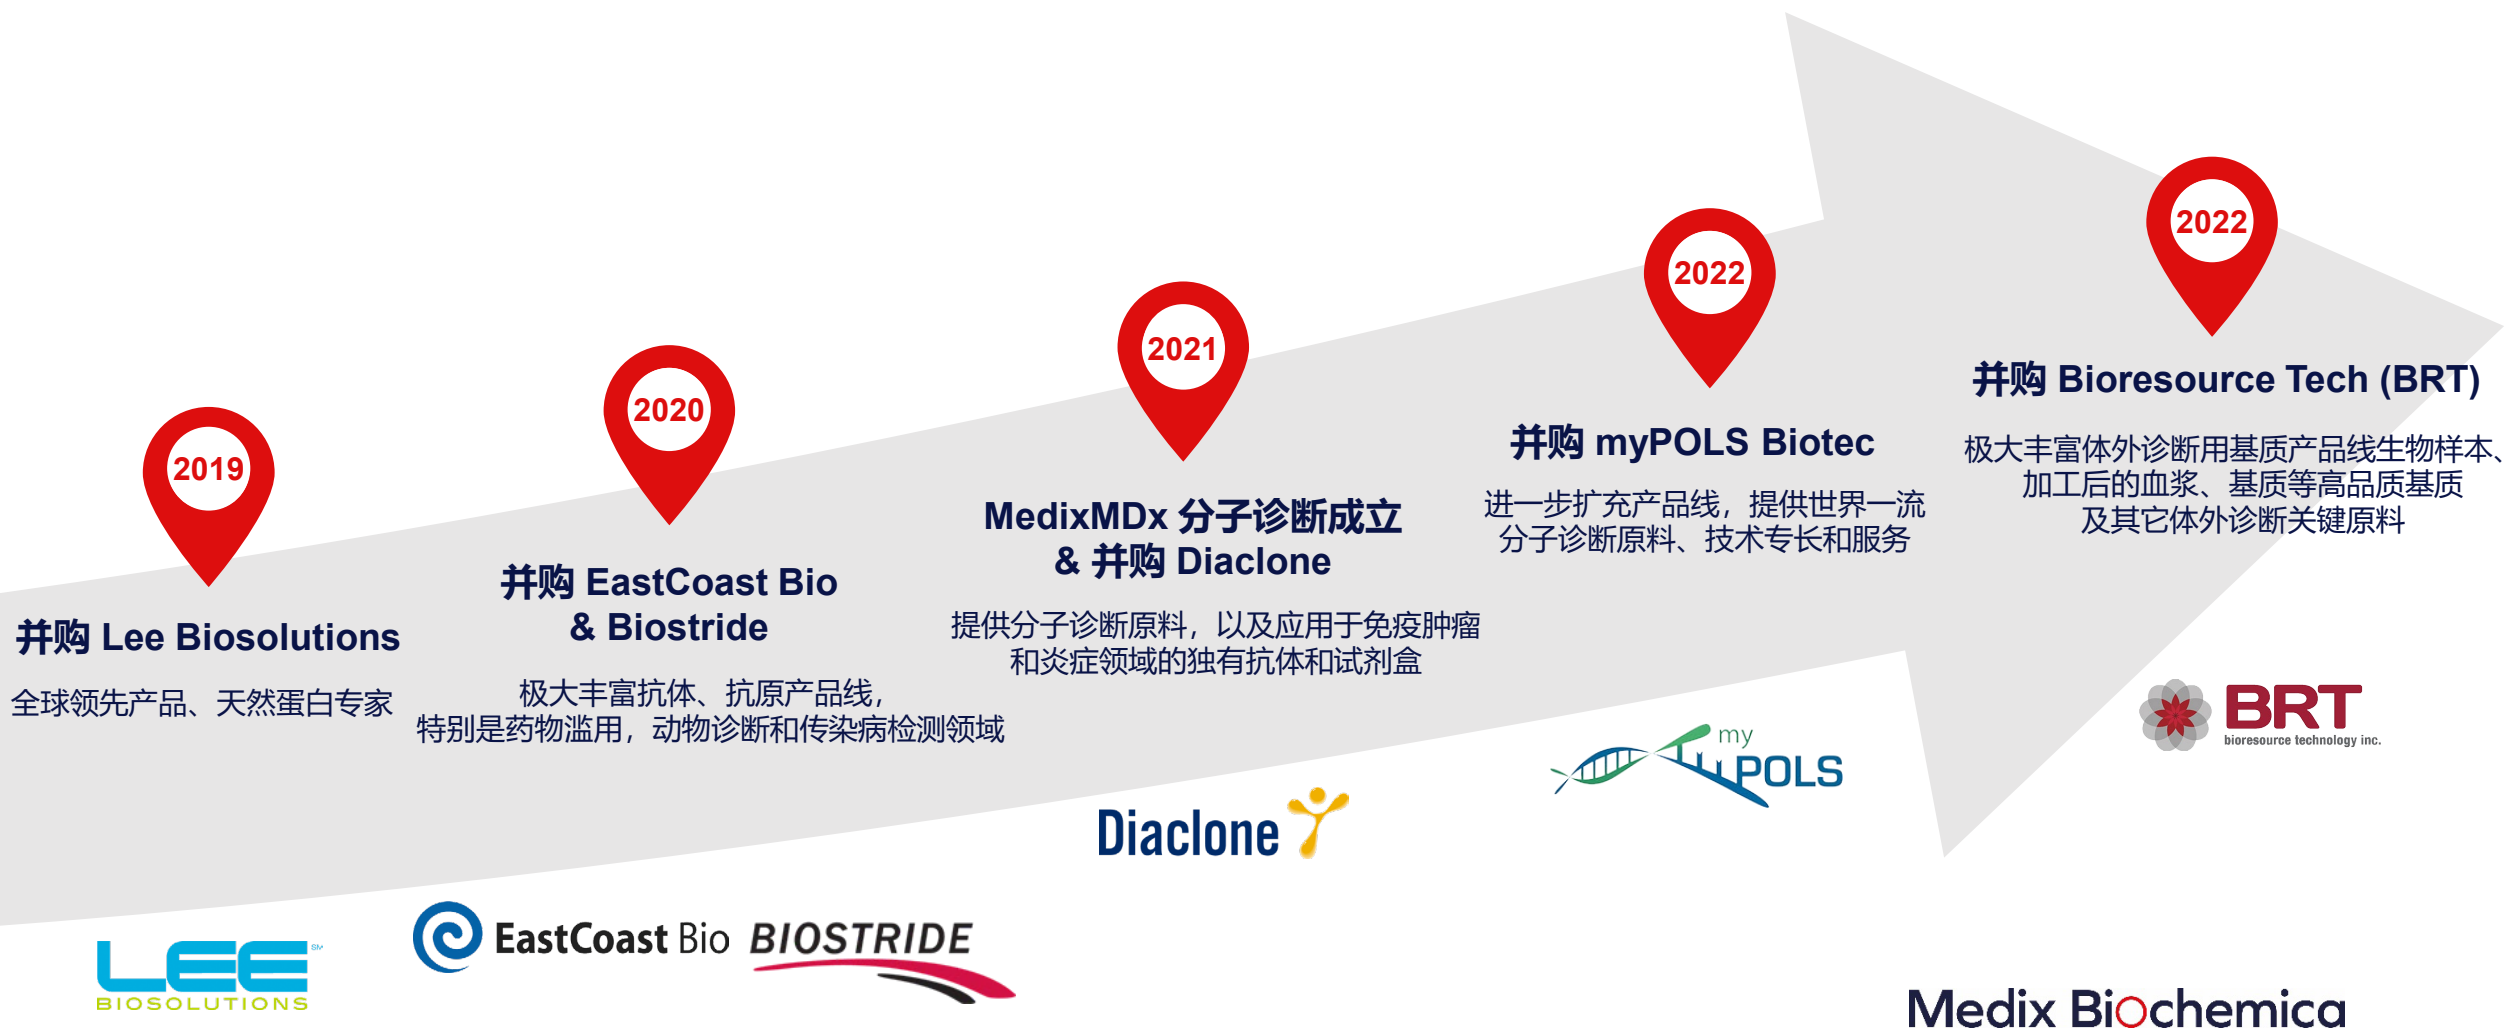 2019
并购 Lee Biosolutions
全球领先产品、天然蛋白专家
LEE SM
BIOSOLUTIONS
2020
并购 EastCoast Bio
& Biostride
极大丰富抗体、抗原产品线，
特别是药物滥用，动物诊断和传染病检测领域
EastCoast Bio
BIOSTRIDE
2021
MedixMDx 分子诊断成立
& 并购 Diaclone
提供分子诊断原料，以及应用于免疫肿瘤
和炎症领域的独有抗体和试剂盒
Diaclone
2022
并购 myPOLS Biotec
进一步扩充产品线，提供世界一流
分子诊断原料、技术专长和服务
my
POLS
2022
并购 Bioresource Tech (BRT)
极大丰富体外诊断用基质产品线生物样本、
加工后的血浆、基质等高品质基质
及其它体外诊断关键原料
BRT
bioresource technology inc.
Medix Biochemica